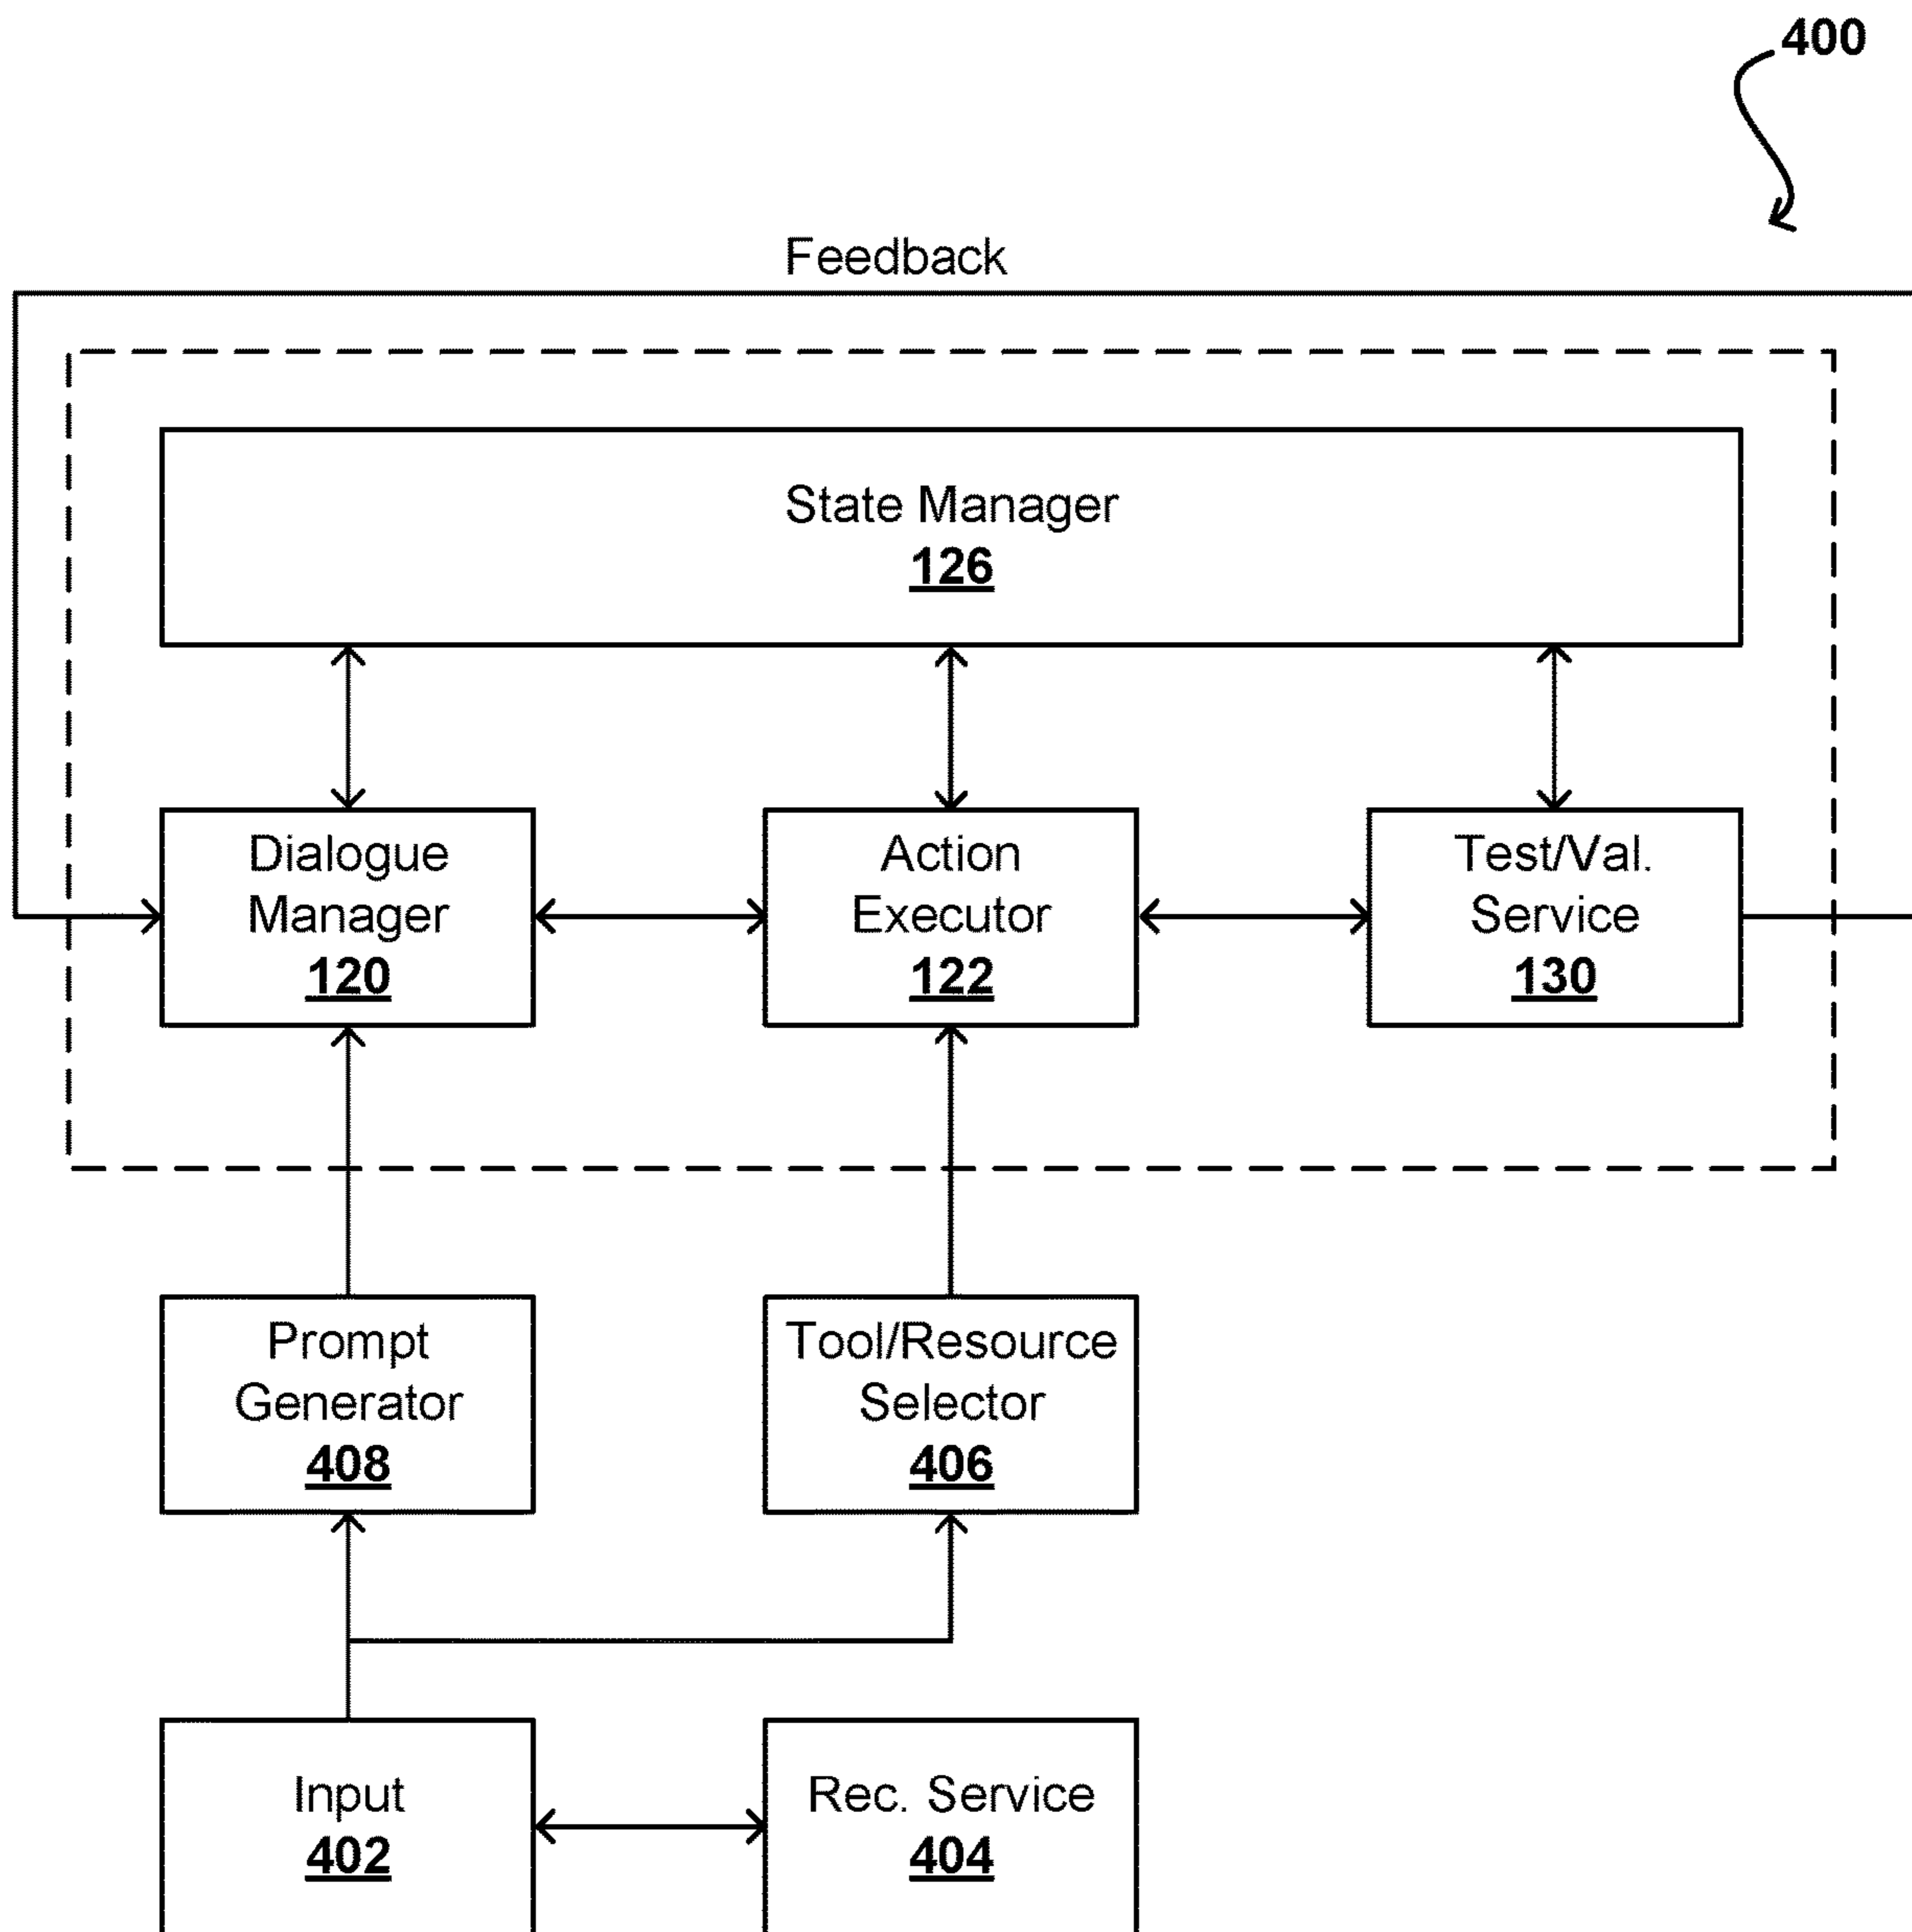 400
Feedback
State Manager
126
Dialogue
Manager
120
Action
Executor
122
Test/Val.
Service
130
Prompt
Generator
408
Tool/Resource
Selector
406
Input
402
Rec. Service
404